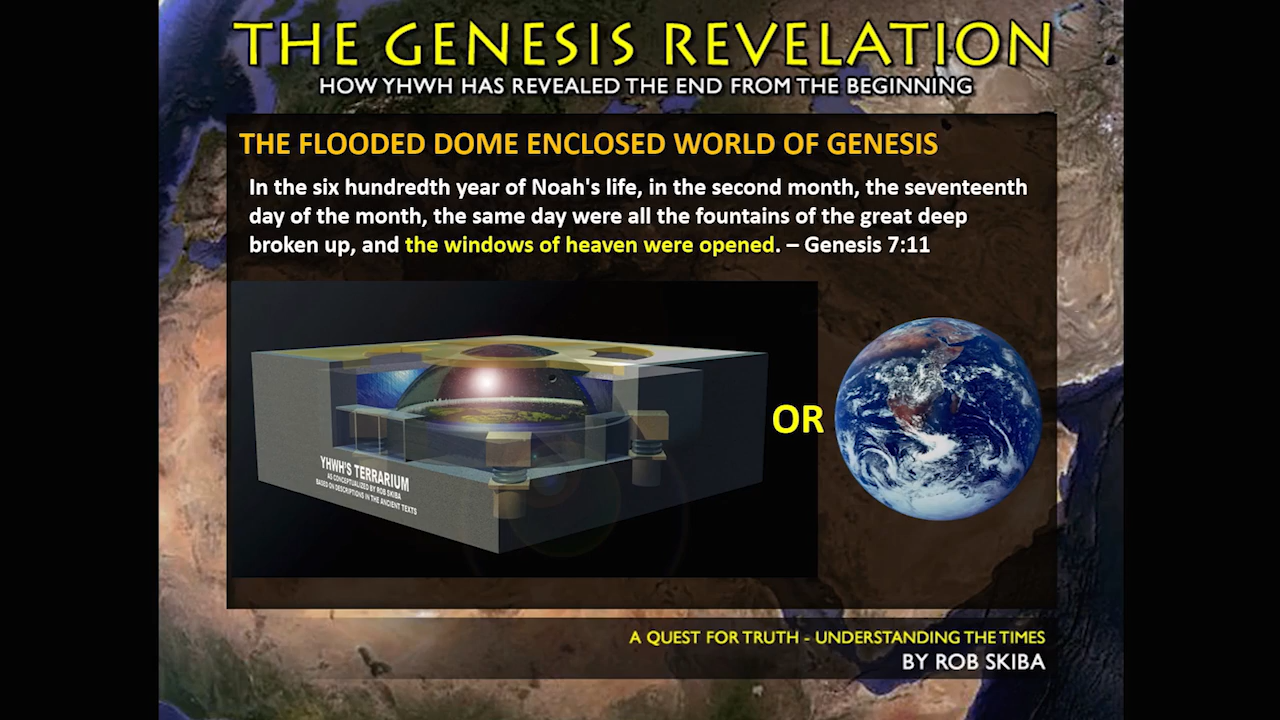 THE GENESIS REVELATION
HOW YHWH HAS REVEALED THE END FROM THE BEGINNING
THE FLOODED DOME ENCLOSED WORLD OF GENESIS
In the six hundredth year of Noah's life, in the second month, the seventeenth
day of the month, the same day were all the fountains of the great deep
broken up, and the windows of heaven were opened. – Genesis 7:11
YHWH'S TERRARIUM
AS CONCEPTUALIZED BY ROB SKIBA
BASED ON DESCRIPTIONS IN THE ANCIENT TEXTS
OR
A QUEST FOR TRUTH - UNDERSTANDING THE TIMES
BY ROB SKIBA